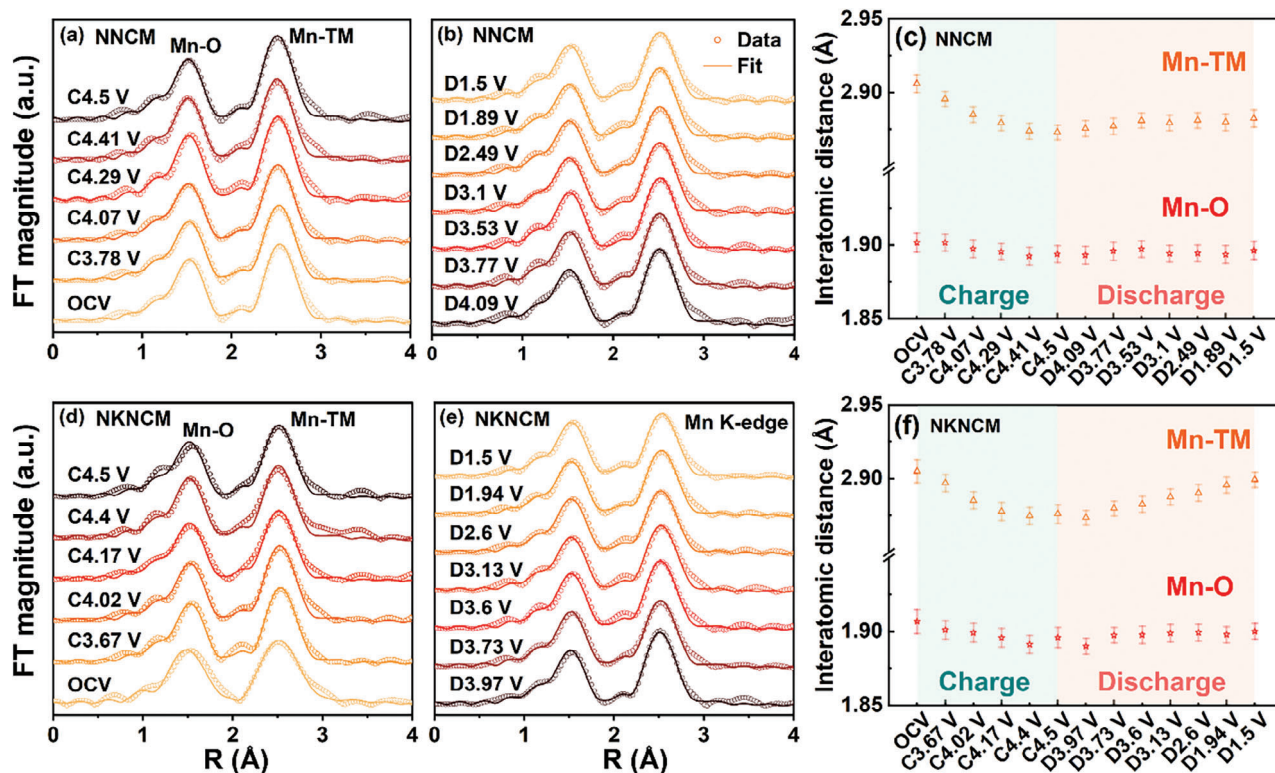 (a) NNCM
Mn-O
Mn-TM
C4.5 V
C4.41 V
C4.29 V
C4.07 V
C3.78 V
OCV
0 1 2 3 4
FT magnitude (a.u.)
(b) NNCM
Data
Fit
D1.5 V
D1.89 V
D2.49 V
D3.1 V
D3.53 V
D3.77 V
D4.09 V
0 1 2 3 4
(c) NNCM
Mn-TM
Mn-O
Charge
Discharge
2.95
2.90
1.90
1.85
Interatomic distance (Å)
OCV
C3.78 V
C4.07 V
C4.29 V
C4.41 V
C4.5 V
D4.09 V
D3.77 V
D3.53 V
D3.1 V
D2.49 V
D1.89 V
D1.5 V
(d) NKNCM
Mn-O
Mn-TM
C4.5 V
C4.4 V
C4.17 V
C4.02 V
C3.67 V
OCV
0 1 2 3 4
R (Å)
FT magnitude (a.u.)
(e) NKNCM
Mn K-edge
D1.5 V
D1.94 V
D2.6 V
D3.13 V
D3.6 V
D3.73 V
D3.97 V
0 1 2 3 4
R (Å)
(f) NKNCM
Mn-TM
Mn-O
Charge
Discharge
2.95
2.90
1.90
1.85
Interatomic distance (Å)
OCV
C3.67 V
C4.02 V
C4.17 V
C4.4 V
C4.5 V
D3.97 V
D3.73 V
D3.6 V
D3.13 V
D2.6 V
D1.94 V
D1.5 V